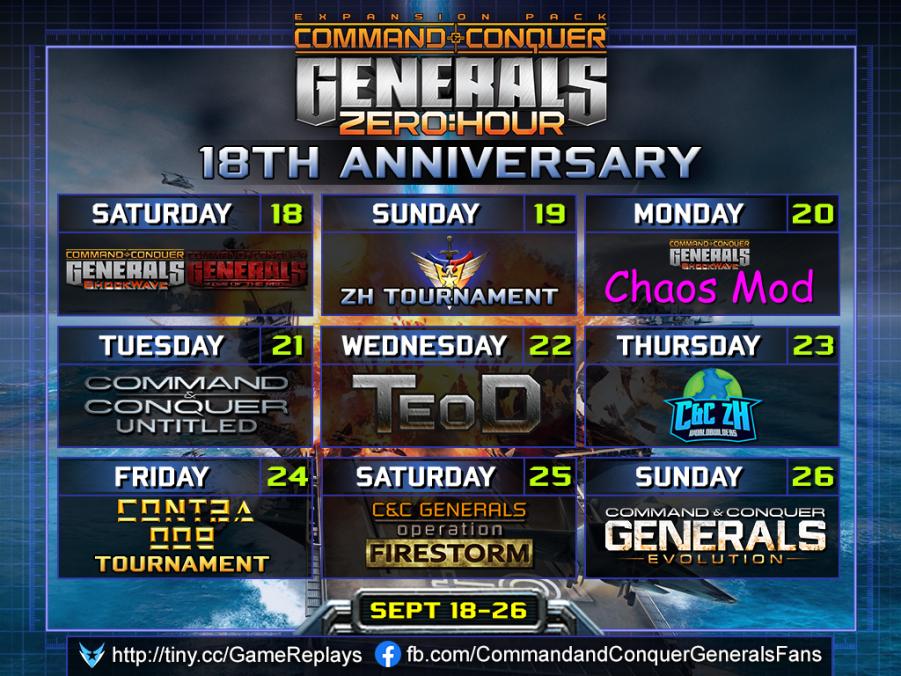 EXPANSION PACK
COMMAND & CONQUER
GENERALS
ZERO:HOUR
18TH ANNIVERSARY
SATURDAY 18
COMMAND & CONQUER
GENERALS
SHOCKWAVE
GENERALS
SUNDAY 19
ZH TOURNAMENT
MONDAY 20
COMMAND & CONQUER
GENERALS
SHOCKWAVE
Chaos Mod
TUESDAY 21
COMMAND
&
CONQUER
UNTITLED
WEDNESDAY 22
TEOD
THURSDAY 23
C&C ZH
WORLDBUILDERS
FRIDAY 24
CONTRA
009
TOURNAMENT
SATURDAY 25
C&C GENERALS
operation
FIRESTORM
SUNDAY 26
COMMAND & CONQUER
GENERALS
EVOLUTION
SEPT 18-26
http://tiny.cc/GameReplays fb.com/CommandandConquerGeneralsFans